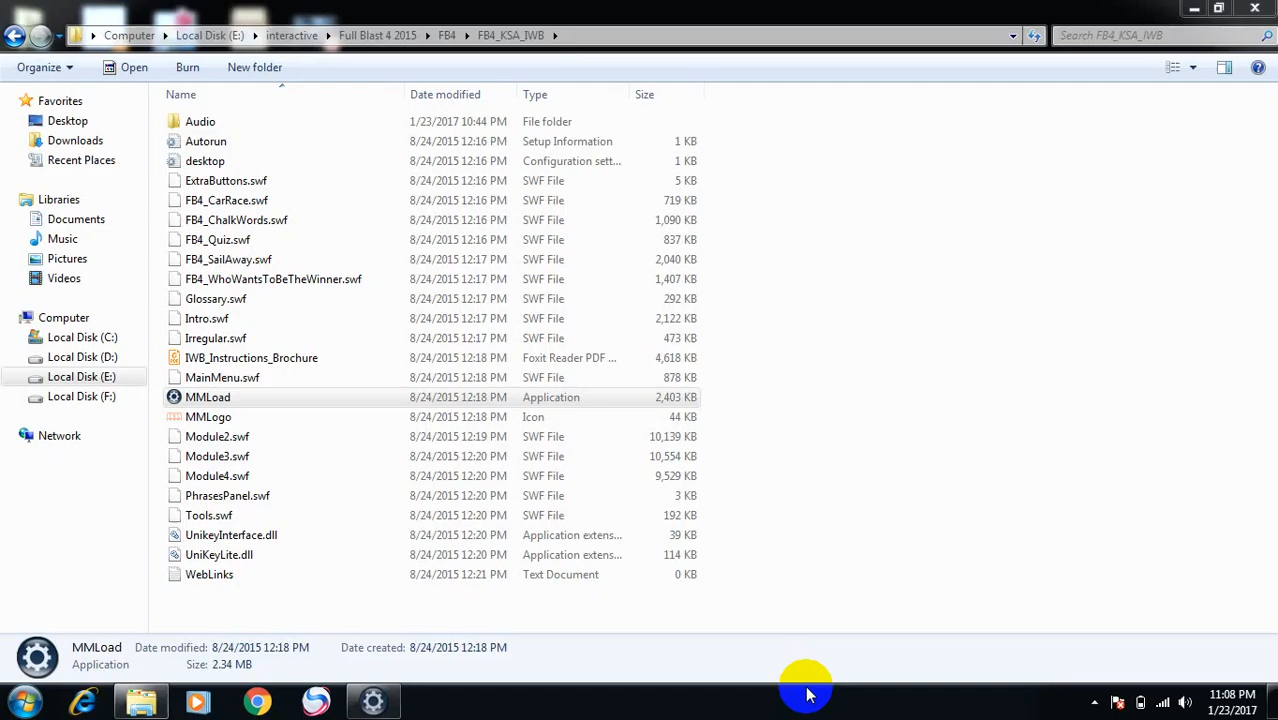 Computer Local Disk (E:) interactive Full Blast 4 2015 FB4 FB4_KSA_IWB Search FB4_KSA_IWB
Organize Open Burn New folder
Name Date modified Type Size
Favorites
Desktop
Downloads
Recent Places
Libraries
Documents
Music
Pictures
Videos
Computer
Local Disk (C:)
Local Disk (D:)
Local Disk (E:)
Local Disk (F:)
Network
Audio 1/23/2017 10:44 PM File folder
Autorun 8/24/2015 12:16 PM Setup Information 1 KB
desktop 8/24/2015 12:16 PM Configuration sett... 1 KB
ExtraButtons.swf 8/24/2015 12:16 PM SWF File 5 KB
FB4_CarRace.swf 8/24/2015 12:16 PM SWF File 719 KB
FB4_ChalkWords.swf 8/24/2015 12:16 PM SWF File 1,090 KB
FB4_Quiz.swf 8/24/2015 12:16 PM SWF File 837 KB
FB4_SailAway.swf 8/24/2015 12:17 PM SWF File 2,040 KB
FB4_WhoWantsToBeTheWinner.swf 8/24/2015 12:17 PM SWF File 1,407 KB
Glossary.swf 8/24/2015 12:17 PM SWF File 292 KB
Intro.swf 8/24/2015 12:17 PM SWF File 2,122 KB
Irregular.swf 8/24/2015 12:17 PM SWF File 473 KB
IWB_Instructions_Brochure 8/24/2015 12:18 PM Foxit Reader PDF ... 4,618 KB
MainMenu.swf 8/24/2015 12:18 PM SWF File 878 KB
MMLoad 8/24/2015 12:18 PM Application 2,403 KB
MMLogo 8/24/2015 12:18 PM Icon 44 KB
Module2.swf 8/24/2015 12:19 PM SWF File 10,139 KB
Module3.swf 8/24/2015 12:20 PM SWF File 10,554 KB
Module4.swf 8/24/2015 12:20 PM SWF File 9,529 KB
PhrasesPanel.swf 8/24/2015 12:20 PM SWF File 3 KB
Tools.swf 8/24/2015 12:20 PM SWF File 192 KB
UnikeyInterface.dll 8/24/2015 12:20 PM Application extens... 39 KB
UniKeyLite.dll 8/24/2015 12:20 PM Application extens... 114 KB
WebLinks 8/24/2015 12:21 PM Text Document 0 KB
MMLoad Date modified: 8/24/2015 12:18 PM Date created: 8/24/2015 12:18 PM
Application Size: 2.34 MB
11:08 PM
1/23/2017